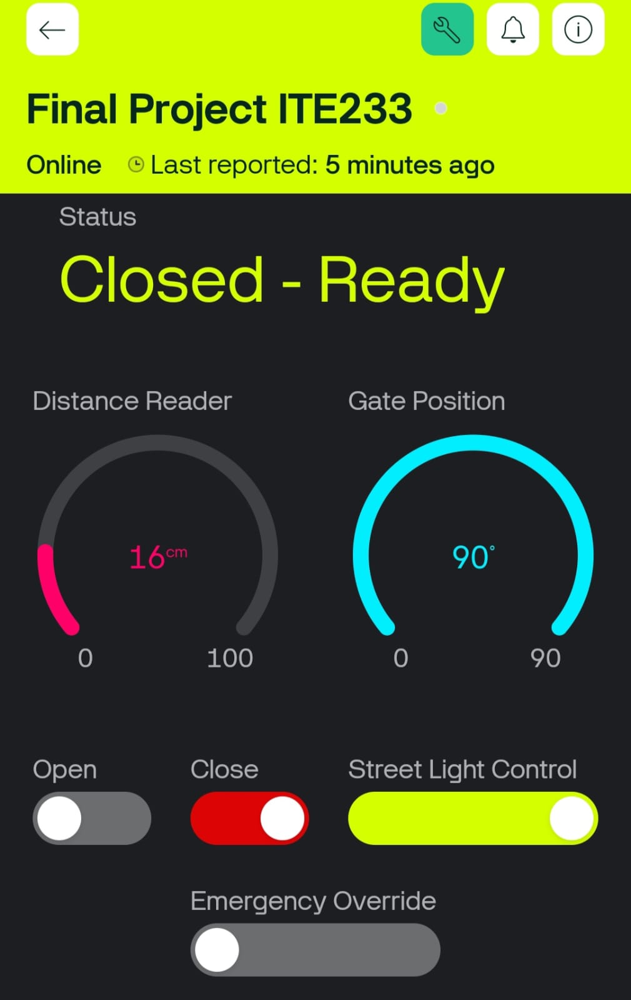 Final Project ITE233
Online Last reported: 5 minutes ago
Status
Closed - Ready
Distance Reader Gate Position
16cm 90°
0 100 0 90
Open Close Street Light Control
Emergency Override